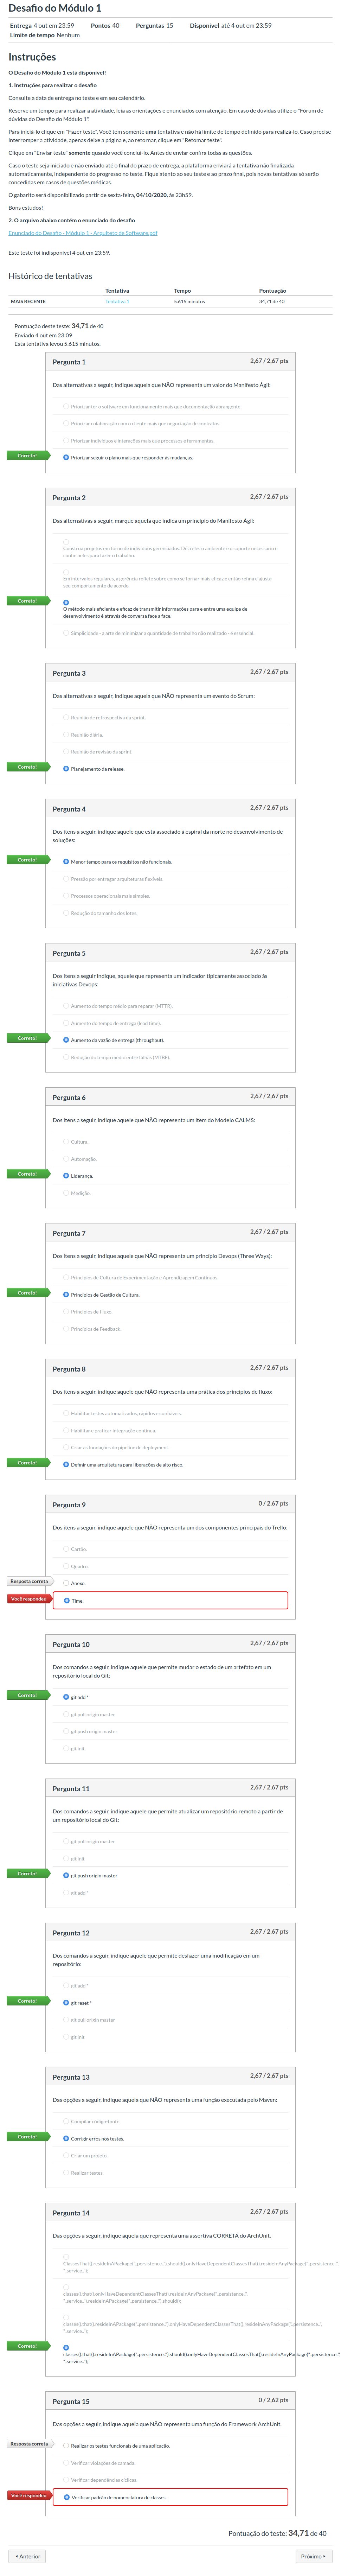 Desafio do Módulo 1
Entrega 4 out em 23:59 Pontos 40 Perguntas 15 Disponível até 4 out em 23:59
Limite de tempo Nenhum
Instruções
O Desafio do Módulo 1 está disponível!
1. Instruções para realizar o desafio
Consulte a data de entrega no teste e em seu calendário.
Reserve um tempo para realizar a atividade, leia as orientações e enunciados com atenção. Em caso de dúvidas utilize o "Fórum de
dúvidas do Desafio do Módulo 1".
Para iniciá-lo clique em "Fazer teste". Você tem somente uma tentativa e não há limite de tempo definido para realizá-lo. Caso precise
interromper a atividade, apenas deixe a página e, ao retornar, clique em "Retomar teste".
Clique em "Enviar teste" somente quando você concluí-lo. Antes de enviar confira todas as questões.
Caso o teste seja iniciado e não enviado até o final do prazo de entrega, a plataforma enviará a tentativa não finalizada
automaticamente, independente do progresso no teste. Fique atento ao seu teste e ao prazo final, pois novas tentativas só serão
concedidas em casos de questões médicas.
O gabarito será disponibilizado partir de sexta-feira, 04/10/2020, às 23h59.
Bons estudos!
2. O arquivo abaixo contém o enunciado do desafio
Enunciado do Desafio - Módulo 1 - Arquiteto de Software.pdf
Este teste foi indisponível 4 out em 23:59.
Histórico de tentativas
Tentativa Tempo Pontuação
MAIS RECENTE Tentativa 1 5.615 minutos 34,71 de 40
Pontuação deste teste: 34,71 de 40
Enviado 4 out em 23:09
Esta tentativa levou 5.615 minutos.
Pergunta 1 2,67 / 2,67 pts
Das alternativas a seguir, indique aquela que NÃO representa um valor do Manifesto Ágil:
Priorizar ter o software em funcionamento mais que documentação abrangente.
Priorizar colaboração com o cliente mais que negociação de contratos.
Priorizar indivíduos e interações mais que processos e ferramentas.
Correto!
Priorizar seguir o plano mais que responder às mudanças.
Pergunta 2 2,67 / 2,67 pts
Das alternativas a seguir, marque aquela que indica um princípio do Manifesto Ágil:
Construa projetos em torno de indivíduos gerenciados. Dê a eles o ambiente e o suporte necessário e
confie neles para fazer o trabalho.
Em intervalos regulares, a gerência reflete sobre como se tornar mais eficaz e então refina e ajusta
seu comportamento de acordo.
Correto!
O método mais eficiente e eficaz de transmitir informações para e entre uma equipe de
desenvolvimento é através de conversa face a face.
Simplicidade - a arte de minimizar a quantidade de trabalho não realizado - é essencial.
Pergunta 3 2,67 / 2,67 pts
Das alternativas a seguir, indique aquela que NÃO representa um evento do Scrum:
Reunião de retrospectiva da sprint.
Reunião diária.
Reunião de revisão da sprint.
Correto!
Planejamento da release.
Pergunta 4 2,67 / 2,67 pts
Dos itens a seguir, indique aquele que está associado à espiral da morte no desenvolvimento de
soluções:
Correto!
Menor tempo para os requisitos não funcionais.
Pressão por entregar arquiteturas flexíveis.
Processos operacionais mais simples.
Redução do tamanho dos lotes.
Pergunta 5 2,67 / 2,67 pts
Dos itens a seguir indique, aquele que representa um indicador tipicamente associado às
iniciativas Devops:
Aumento do tempo médio para reparar (MTTR).
Aumento do tempo de entrega (lead time).
Correto!
Aumento da vazão de entrega (throughput).
Redução do tempo médio entre falhas (MTBF)
Pergunta 6 2,67 / 2,67 pts
Dos itens a seguir, indique aquele que NÃO representa um item do Modelo CALMS:
Cultura.
Automação.
Correto!
Liderança.
Medição.
Pergunta 7 2,67 / 2,67 pts
Dos itens a seguir, indique aquele que NÃO representa um princípio Devops (Three Ways):
Princípios de Cultura de Experimentação e Aprendizagem Contínuos.
Correto!
Princípios de Gestão de Cultura.
Princípios de Fluxo.
Princípios de Feedback.
Pergunta 8 2,67 / 2,67 pts
Dos itens a seguir, indique aquele que NÃO representa uma prática dos princípios de fluxo:
Habilitar testes automatizados, rápidos e confiáveis.
Habilitar e praticar integração contínua.
Criar as fundações do pipeline de deployment.
Correto!
Definir uma arquitetura para liberações de alto risco.
Pergunta 9 0 / 2,67 pts
Dos itens a seguir, indique aquele que NÃO representa um dos componentes principais do Trello:
Cartão.
Quadro.
Resposta correta
Anexo.
Você respondeu
Time.
Pergunta 10 2,67 / 2,67 pts
Dos comandos a seguir, indique aquele que permite mudar o estado de um artefato em um
repositório local do Git:
Correto!
git add *
git pull origin master
git push origin master
git init.
Pergunta 11 2,67 / 2,67 pts
Dos comandos a seguir, indique aquele que permite atualizar um repositório remoto a partir de
um repositório local do Git:
git pull origin master
git init
Correto!
git push origin master
git add *
Pergunta 12 2,67 / 2,67 pts
Dos comandos a seguir, indique aquele que permite desfazer uma modificação em um
repositório:
git add *
Correto!
git reset *
git pull origin master
git init
Pergunta 13 2,67 / 2,67 pts
Das opções a seguir, indique aquela que NÃO representa uma função executada pelo Maven:
Compilar código-fonte.
Correto!
Corrigir erros nos testes.
Criar um projeto.
Realizar testes.
Pergunta 14 2,67 / 2,67 pts
Das opções a seguir, indique aquela que representa uma assertiva CORRETA do ArchUnit.
Correto!
Pergunta 15 0 / 2,62 pts
Das opções a seguir, indique aquela que NÃO representa uma função do Framework ArchUnit.
Resposta correta
Realizar os testes funcionais de uma aplicação.
Verificar violações de camada.
Verificar dependências cíclicas.
Você respondeu
Verificar padrão de nomenclatura de classes.
Pontuação do teste: 34,71 de 40
Anterior Próximo